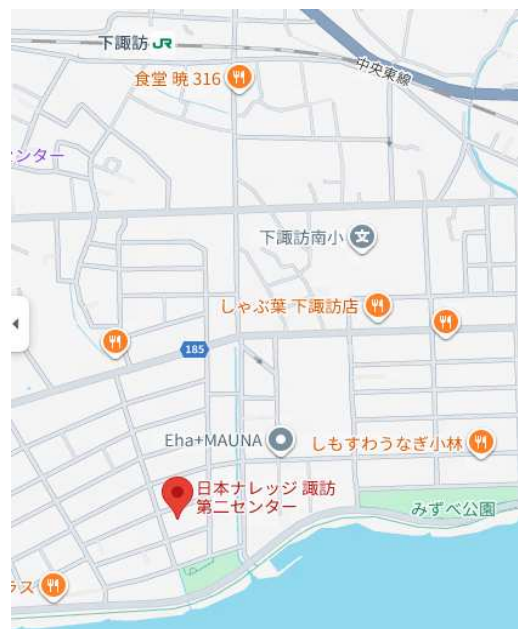 下諏訪 JR
食堂 暁 316
中央東線
ンター
下諏訪南小
文
しゃぶ葉 下諏訪店
185
Eha+MAUNA
しもすわうなぎ小林
日本ナレッジ 諏訪
第二センター
みずべ公園
ラス